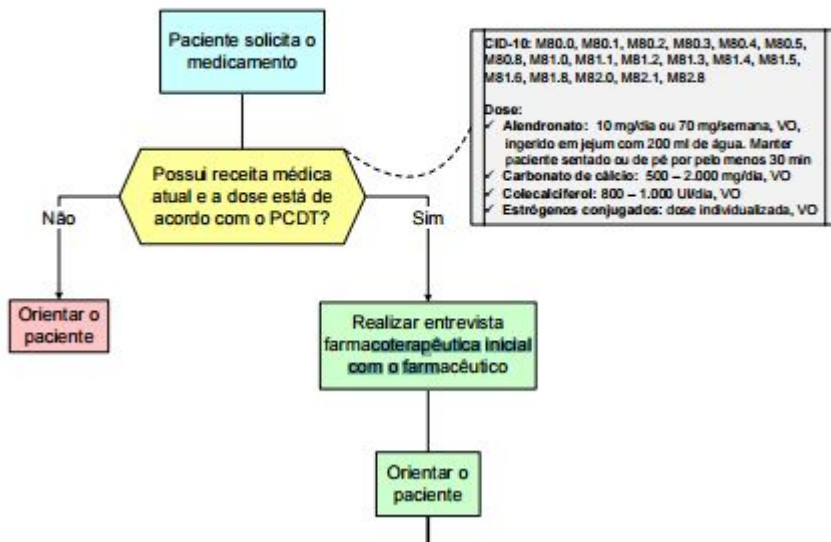 Paciente solicita o
medicamento
CID-10: M80.0, M80.1, M80.2, M80.3, M80.4, M80.5,
M80.8, M81.0, M81.1, M81.2, M81.3, M81.4, M81.5,
M81.6, M81.8, M82.0, M82.1, M82.8
Dose:
✓ Alendronato: 10 mg/dia ou 70 mg/semana, VO,
ingerido em jejum com 200 ml de água. Manter
paciente sentado ou de pé por pelo menos 30 min
✓ Carbonato de cálcio: 500 – 2.000 mg/dia, VO
✓ Colecalciferol: 800 – 1.000 UI/dia, VO
✓ Estrógenos conjugados: dose individualizada, VO
Possui receita médica
atual e a dose está de
acordo com o PCDT?
Não
Sim
Orientar o
paciente
Realizar entrevista
farmacoterapêutica inicial
com o farmacêutico
Orientar o
paciente